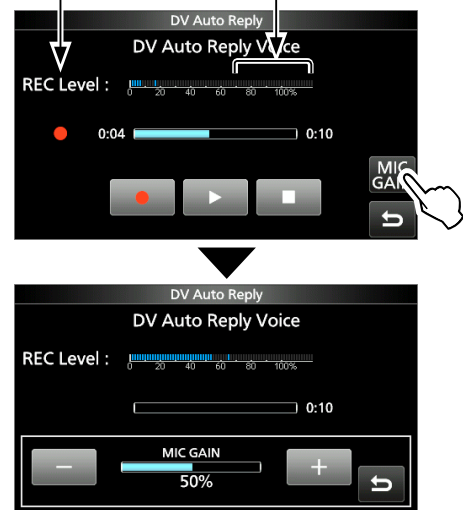 DV Auto Reply
DV Auto Reply Voice
REC Level :
0 20 40 60 80 100%
0:04 0:10
MIC
GAIN
DV Auto Reply
DV Auto Reply Voice
REC Level :
0 20 40 60 80 100%
0:10
MIC GAIN
− +
50%